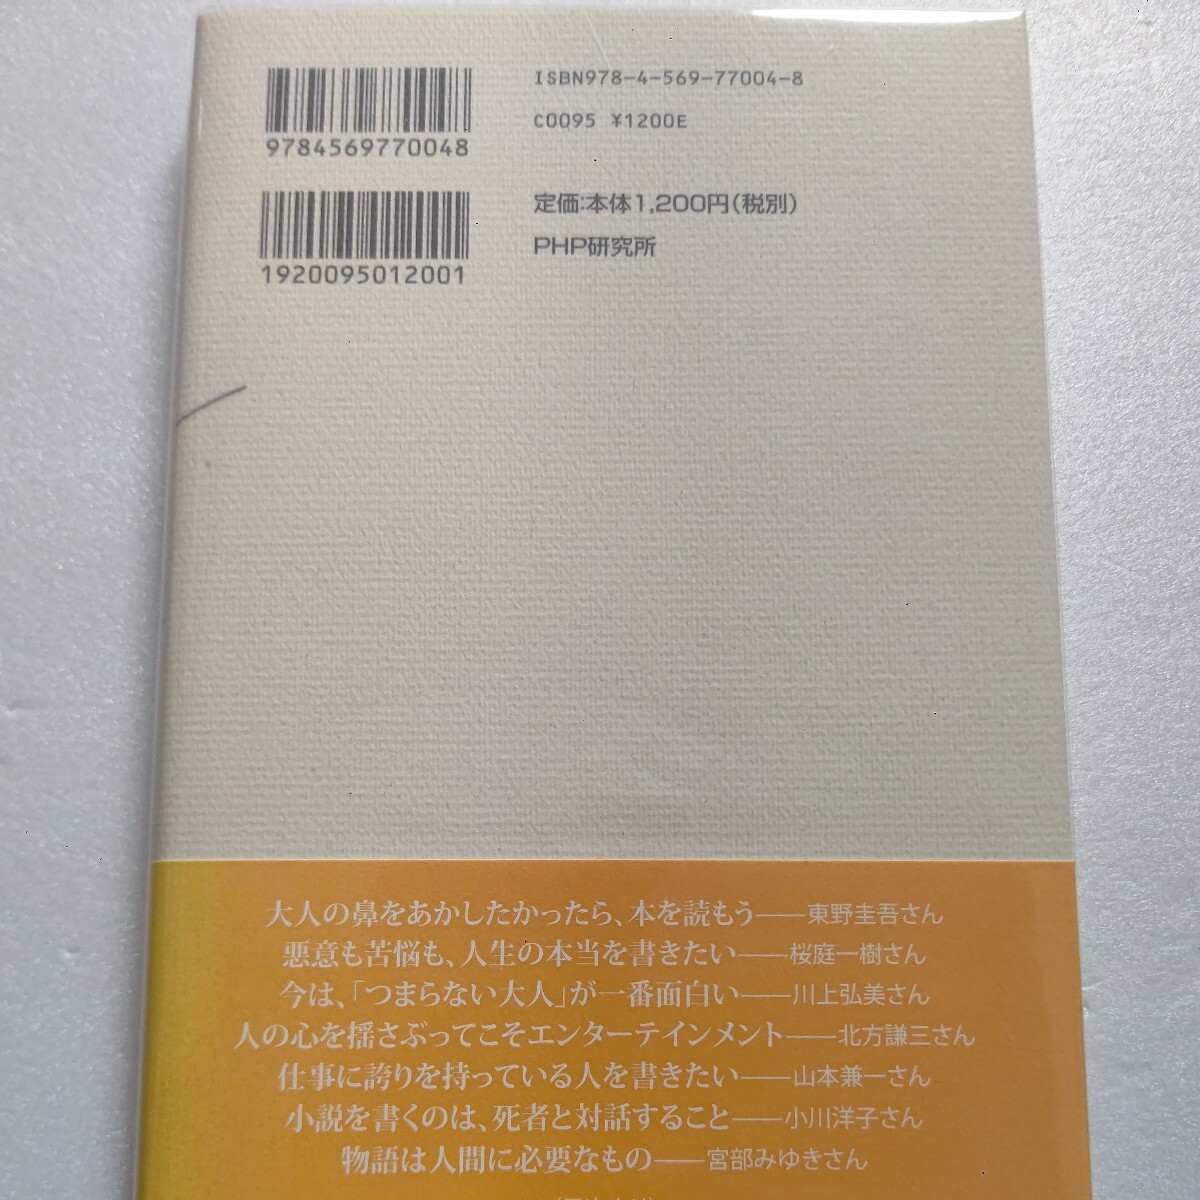 9784569770048
ISBN978-4-569-77004-8
C0095 ¥1200E
1920095012001
定価:本体1,200円(税別)
PHP研究所
大人の鼻をあかしたかったら、本を読もう――東野圭吾さん
悪意も苦悩も、人生の本当を書きたい――桜庭一樹さん
今は、「つまらない大人」が一番面白い――川上弘美さん
人の心を揺さぶってこそエンターテインメント――北方謙三さん
仕事に誇りを持っている人を書きたい――山本兼一さん
小説を書くのは、死者と対話すること――小川洋子さん
物語は人間に必要なもの――宮部みゆきさん